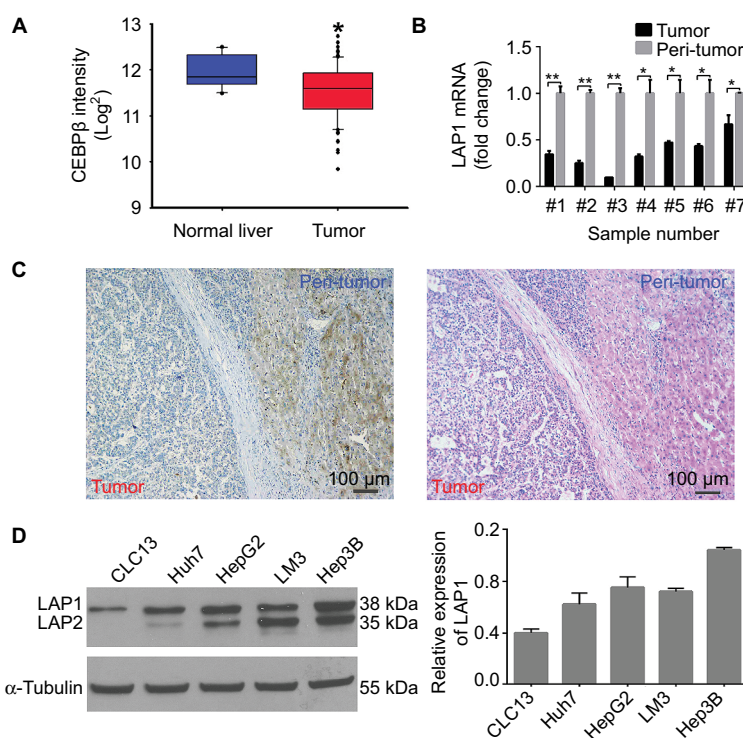 A
CEBPβ intensity
(Log²)
13
12
11
10
9
*
Normal liver
Tumor
B
Tumor
Peri-tumor
LAP1 mRNA
(fold change)
1.5
1.0
0.5
0.0
** ** ** * * * *
#1 #2 #3 #4 #5 #6 #7
Sample number
C
Peri-tumor
Tumor
100 µm
Peri-tumor
Tumor
100 µm
D
CLC13 Huh7 HepG2 LM3 Hep3B
LAP1 38 kDa
LAP2 35 kDa
α-Tubulin 55 kDa
Relative expression
of LAP1
0.2
0.8
0.4
0.0
CLC13 Huh7 HepG2 LM3 Hep3B